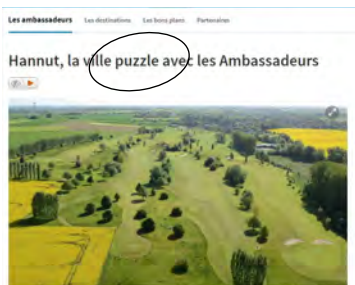 Les ambassadeurs Les destinations Les bons plans Partenaires
Hannut, la ville puzzle avec les Ambassadeurs